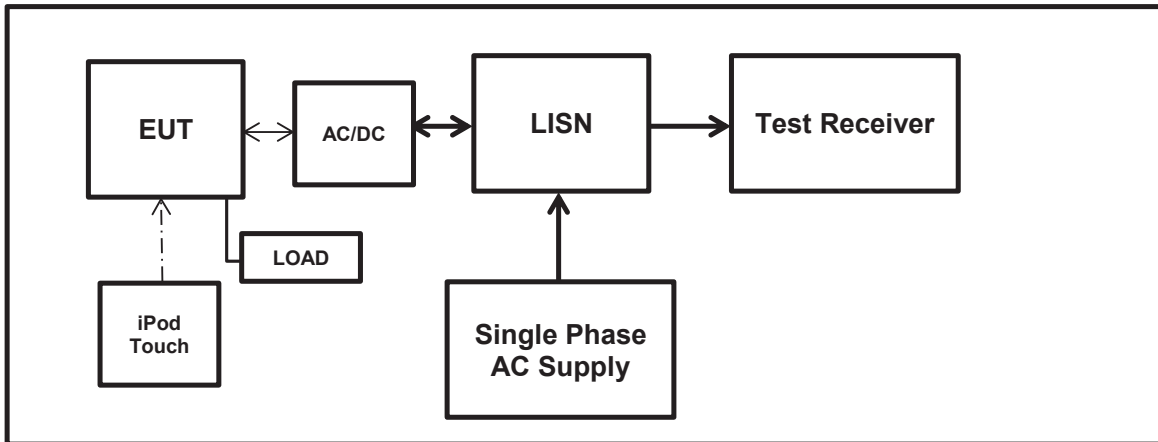 EUT
AC/DC
LISN
Test Receiver
LOAD
iPod
Touch
Single Phase
AC Supply